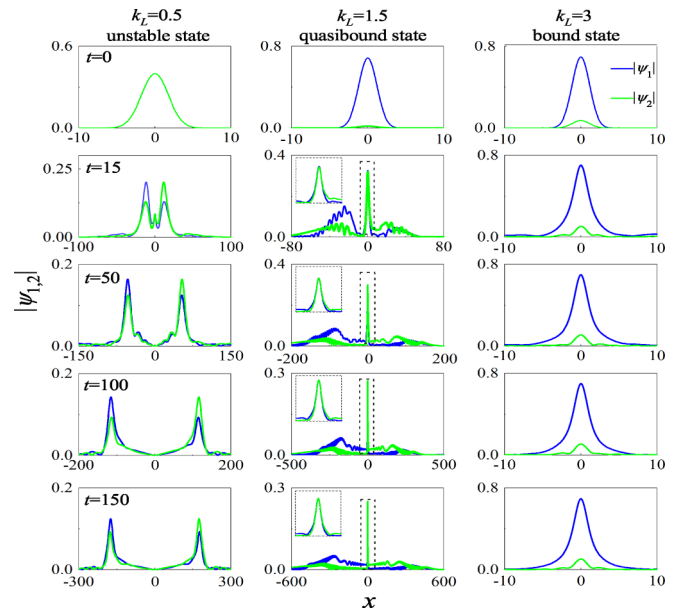 k_L=0.5 k_L=1.5 k_L=3
unstable state quasibound state bound state
0.6 0.8 0.8
t=0 |ψ_1|
|ψ_2|
0.0 0.0 0.0
-10 0 10 -10 0 10 -10 0 10
0.25 0.4 0.8
t=15
0.00 0.0 0.0
-100 0 100 -80 0 80 -10 0 10
0.2 0.4 0.8
t=50
0.0 0.0 0.0
-150 0 150 -200 0 200 -10 0 10
0.2 0.3 0.8
t=100
0.0 0.0 0.0
-200 0 200 -500 0 500 -10 0 10
0.2 0.3 0.8
t=150
0.0 0.0 0.0
-300 0 300 -600 0 600 -10 0 10
|ψ_{1,2}|
x